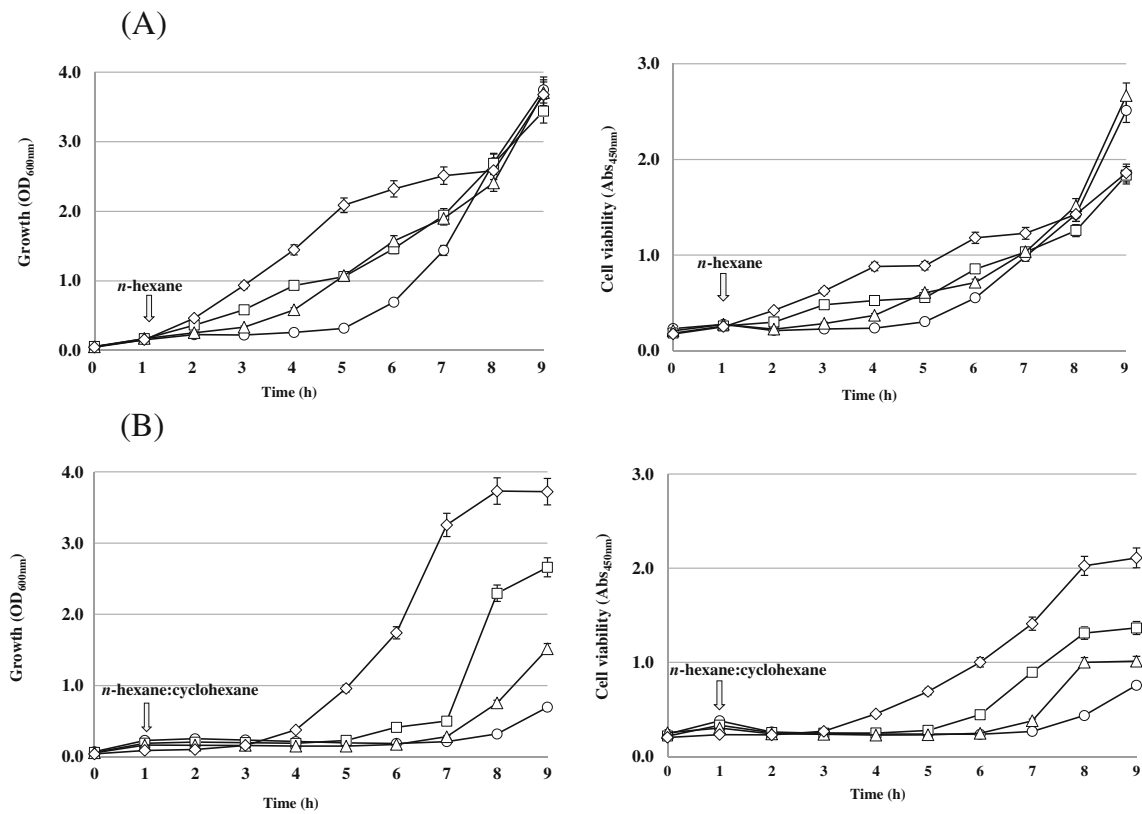 (A)
4.0
3.0
2.0
1.0
0.0
Growth (OD600nm)
n-hexane
0 1 2 3 4 5 6 7 8 9
Time (h)
3.0
2.0
1.0
0.0
Cell viability (Abs450nm)
n-hexane
0 1 2 3 4 5 6 7 8 9
Time (h)
(B)
4.0
3.0
2.0
1.0
0.0
Growth (OD600nm)
n-hexane:cyclohexane
0 1 2 3 4 5 6 7 8 9
Time (h)
3.0
2.0
1.0
0.0
Cell viability (Abs450nm)
n-hexane:cyclohexane
0 1 2 3 4 5 6 7 8 9
Time (h)